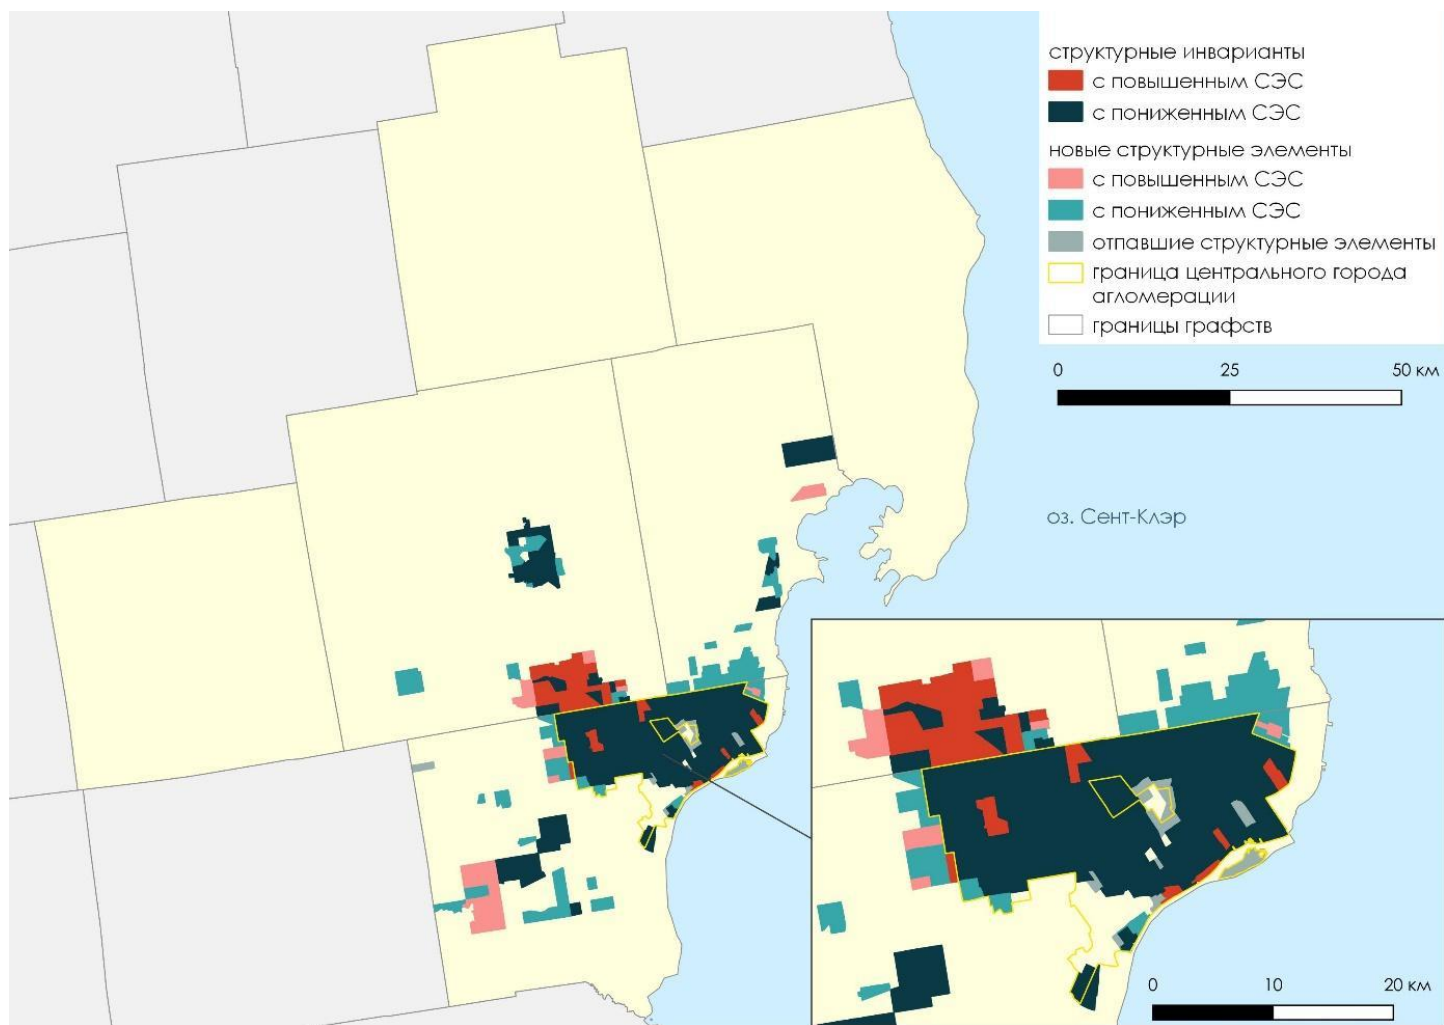 структурные инварианты
с повышенным СЭС
с пониженным СЭС
новые структурные элементы
с повышенным СЭС
с пониженным СЭС
отпавшие структурные элементы
граница центрального города
агломерации
границы графств
0 25 50 км
оз. Сент-Клэр
0 10 20 км